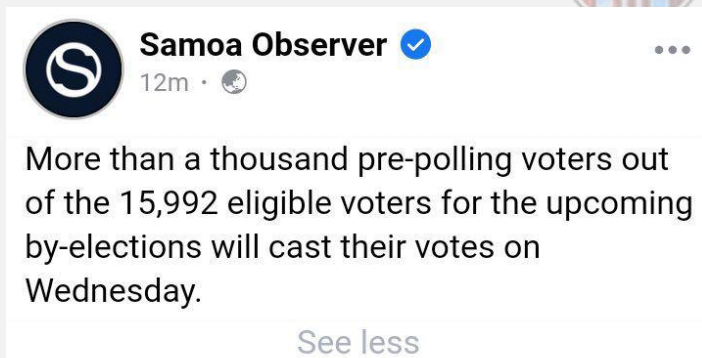 Samoa Observer
12m ·
More than a thousand pre-polling voters out
of the 15,992 eligible voters for the upcoming
by-elections will cast their votes on
Wednesday.
See less